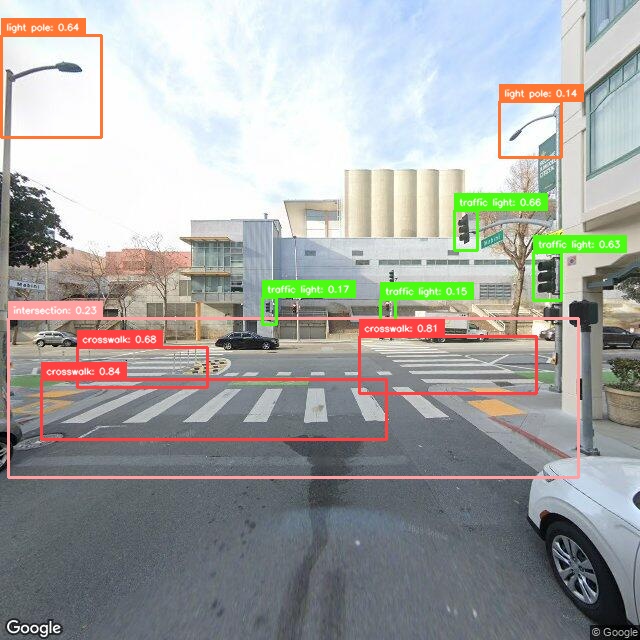 light pole: 0.64
light pole: 0.14
traffic light: 0.66
traffic light: 0.63
traffic light: 0.17
traffic light: 0.15
Mabini
intersection: 0.23
crosswalk: 0.81
crosswalk: 0.68
crosswalk: 0.84
Google
© Google